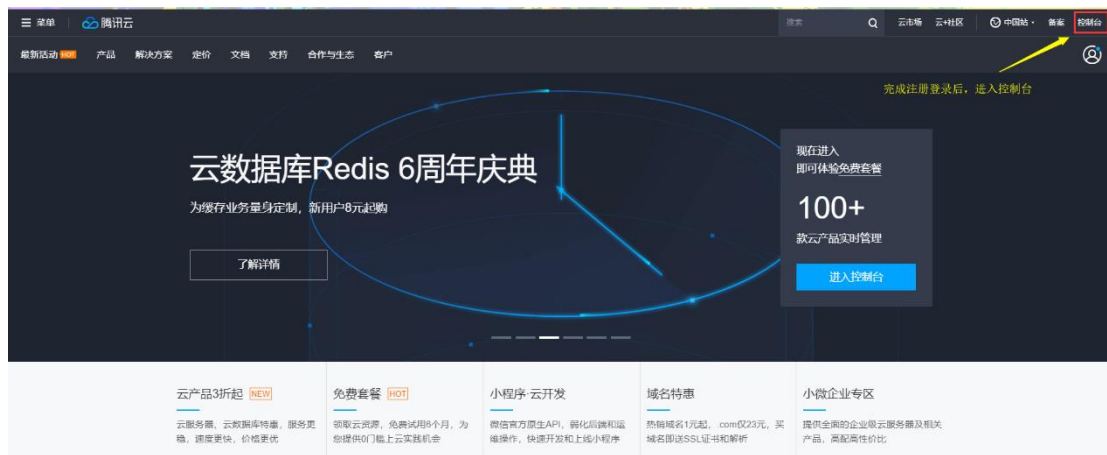 菜单 腾讯云 搜索 云市场 云+社区 中国站 备案 控制台
最新活动 HOT 产品 解决方案 定价 文档 支持 合作与生态 客户
完成注册登录后，进入控制台
云数据库Redis 6周年庆典
为缓存业务量身定制，新用户8元起购
了解详情
现在进入
即可体验免费套餐
100+
款云产品实时管理
进入控制台
云产品3折起 NEW
云服务器、云数据库特惠，服务更
稳，速度更快，价格更优
免费套餐 HOT
领取云资源，免费试用6个月，为
您提供0门槛上云实践机会
小程序·云开发
微信官方原生API，弱化后端和运
维操作，快速开发和上线小程序
域名特惠
热销域名1元起，.com仅23元，买
域名即送SSL证书和解析
小微企业专区
提供全面的企业级云服务器及相关
产品，高配高性价比